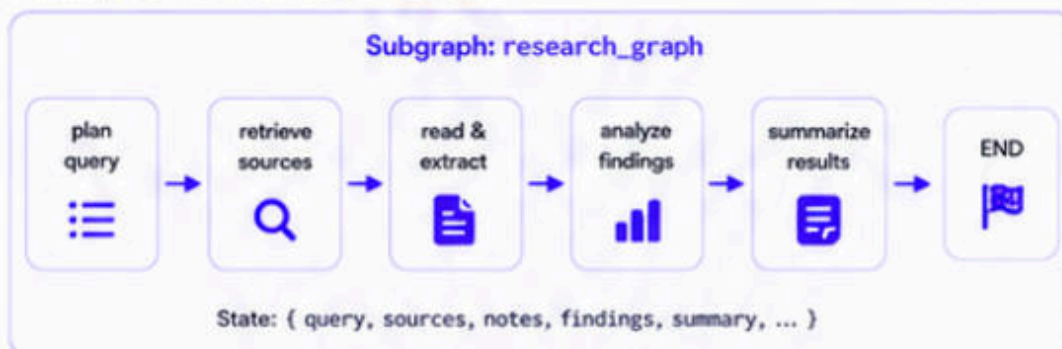 Subgraph: research_graph
plan
query
retrieve
sources
read &
extract
analyze
findings
summarize
results
END
State: { query, sources, notes, findings, summary, ... }